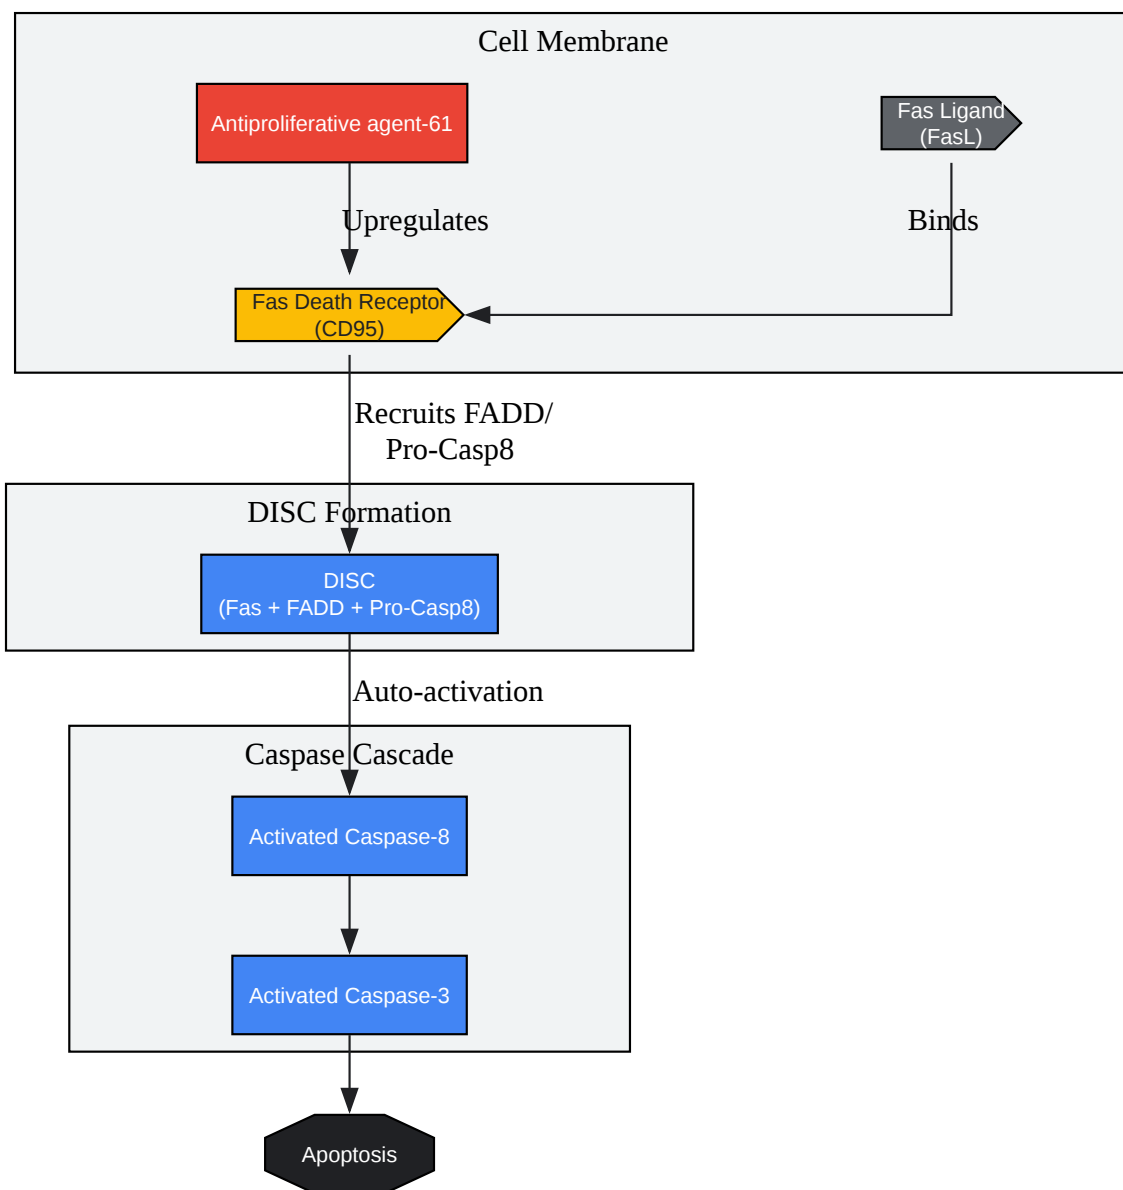 Cell Membrane
Antiproliferative agent-61
Fas Ligand
(FasL)
Upregulates
Binds
Fas Death Receptor
(CD95)
Recruits FADD/
Pro-Casp8
DISC Formation
DISC
(Fas + FADD + Pro-Casp8)
Auto-activation
Caspase Cascade
Activated Caspase-8
Activated Caspase-3
Apoptosis